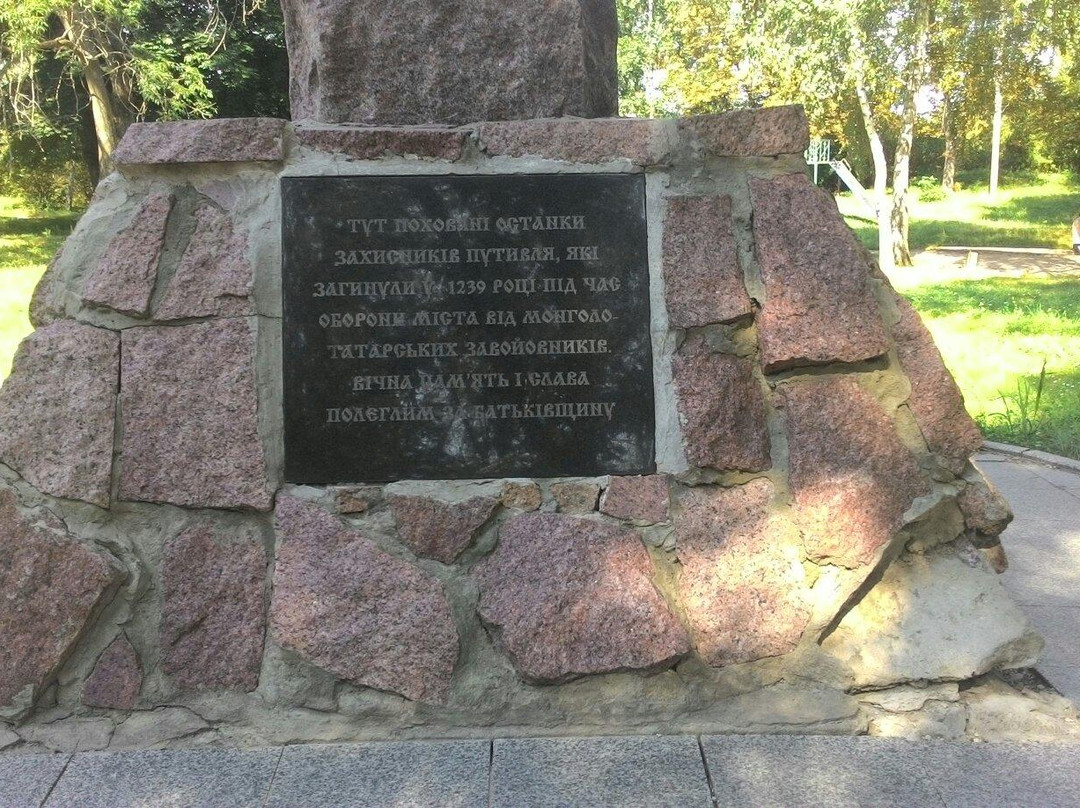 ТУТ ПОХОВАНІ ОСТАНКИ
ЗАХИСНИКІВ ПУТИВЛЯ, ЯКІ
ЗАГИНУЛИ У 1239 РОЦІ ПІД ЧАС
ОБОРОНИ МІСТА ВІД МОНГОЛО-
ТАТАРСЬКИХ ЗАВОЙОВНИКІВ.
ВІЧНА ПАМ'ЯТЬ І СЛАВА
ПОЛЕГЛИМ ЗА БАТЬКІВЩИНУ